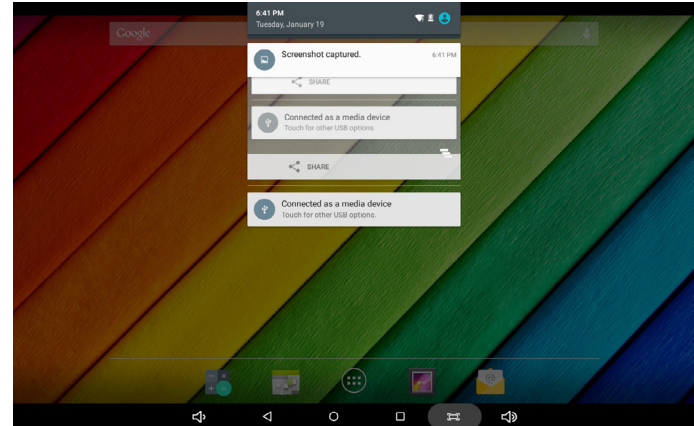 6:41 PM
Tuesday, January 19
Google
Screenshot captured.
6:41 PM
SHARE
Connected as a media device
Touch for other USB options.
SHARE
Connected as a media device
Touch for other USB options.